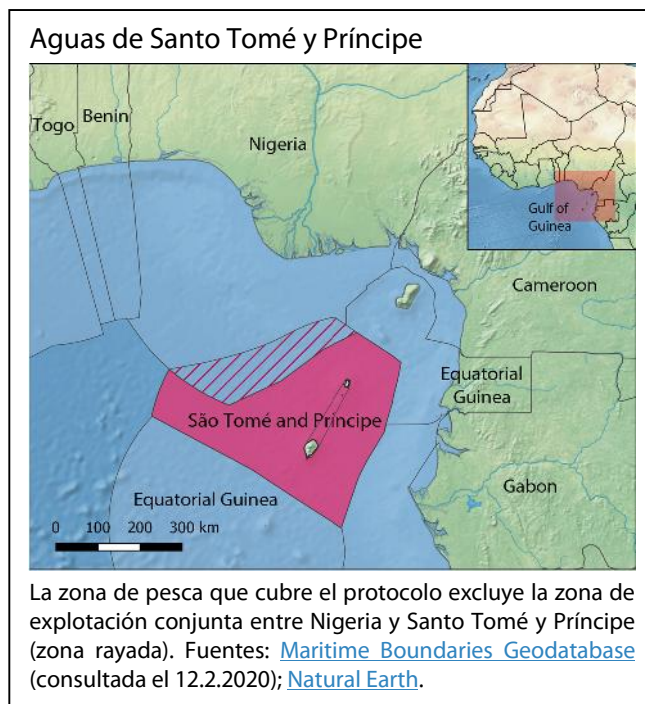 Aguas de Santo Tomé y Príncipe
Togo
Benin
Nigeria
Gulf of
Guinea
Cameroon
Equatorial
Guinea
São Tomé and Príncipe
Gabon
Equatorial Guinea
0 100 200 300 km
La zona de pesca que cubre el protocolo excluye la zona de
explotación conjunta entre Nigeria y Santo Tomé y Príncipe
(zona rayada). Fuentes: Maritime Boundaries Geodatabase
(consultada el 12.2.2020); Natural Earth.